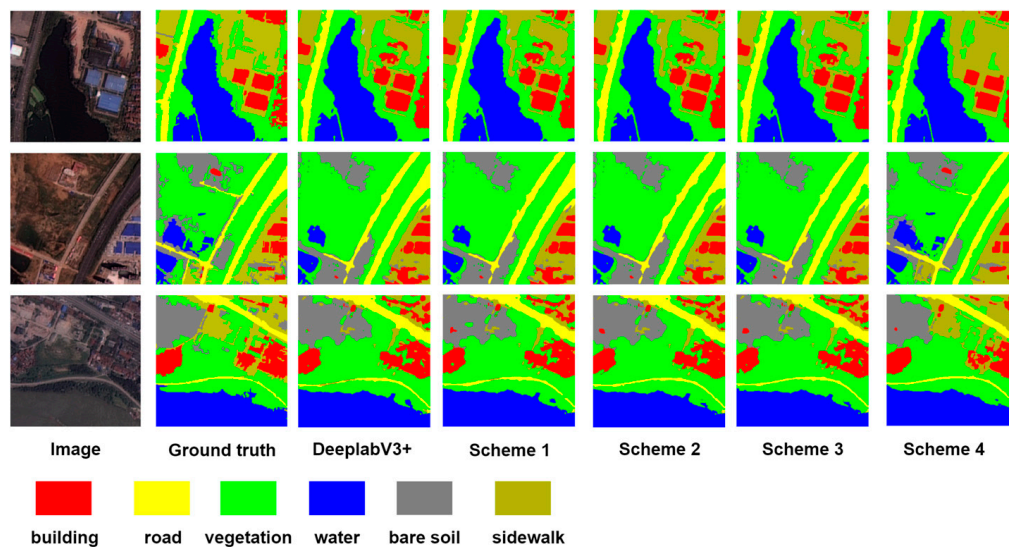 Image Ground truth DeeplabV3+ Scheme 1 Scheme 2 Scheme 3 Scheme 4
building road vegetation water bare soil sidewalk